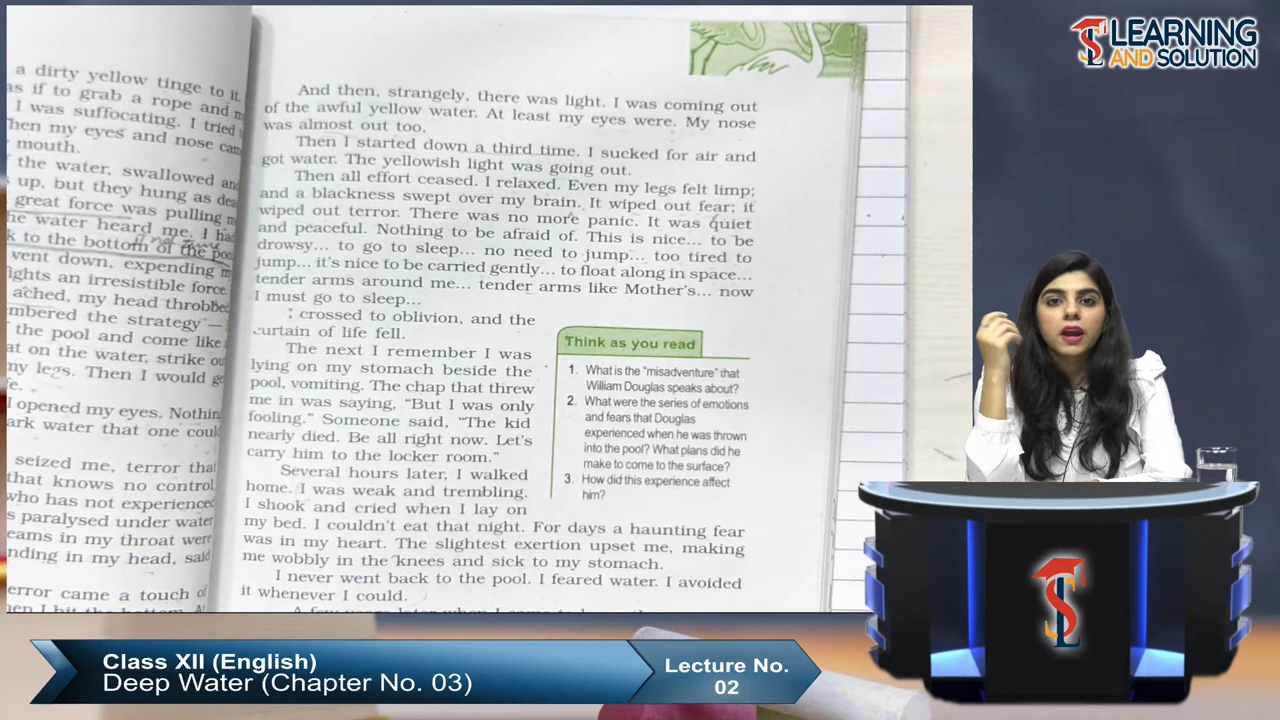 a dirty yellow tinge to it.
as if to grab a rope and
I was suffocating. I tried
hen my eyes and nose cam
mouth.
the water, swallowed an
up, but they hung as dea
great force was pulling m
he water heard me. I ha
k to the bottom of the poo
went down, expending m
ights an irresistible force.
ached, my head throbbed
mbered the strategy —
the pool and come like
at on the water, strike ou
my legs. Then I would g
fe.
I opened my eyes. Nothin
ark water that one coul
seized me, terror that
that knows no control.
who has not experienced
s paralysed under water
eams in my throat were
nding in my head, said
error came a touch of
And then, strangely, there was light. I was coming out
of the awful yellow water. At least my eyes were. My nose
was almost out too.
Then I started down a third time. I sucked for air and
got water. The yellowish light was going out.
Then all effort ceased. I relaxed. Even my legs felt limp;
and a blackness swept over my brain. It wiped out fear; it
wiped out terror. There was no more panic. It was quiet
and peaceful. Nothing to be afraid of. This is nice... to be
drowsy... to go to sleep... no need to jump... too tired to
jump... it's nice to be carried gently... to float along in space...
tender arms around me... tender arms like Mother's... now
I must go to sleep...
crossed to oblivion, and the
curtain of life fell.
The next I remember I was
lying on my stomach beside the
pool, vomiting. The chap that threw
me in was saying, “But I was only
fooling.” Someone said, “The kid
nearly died. Be all right now. Let's
carry him to the locker room.”
Several hours later, I walked
home. I was weak and trembling.
I shook and cried when I lay on
my bed. I couldn't eat that night. For days a haunting fear
was in my heart. The slightest exertion upset me, making
me wobbly in the knees and sick to my stomach.
I never went back to the pool. I feared water. I avoided
it whenever I could.
Think as you read
1. What is the “misadventure” that
William Douglas speaks about?
2. What were the series of emotions
and fears that Douglas
experienced when he was thrown
into the pool? What plans did he
make to come to the surface?
3. How did this experience affect
him?
LEARNING
AND SOLUTION
Class XII (English)
Deep Water (Chapter No. 03)
Lecture No.
02